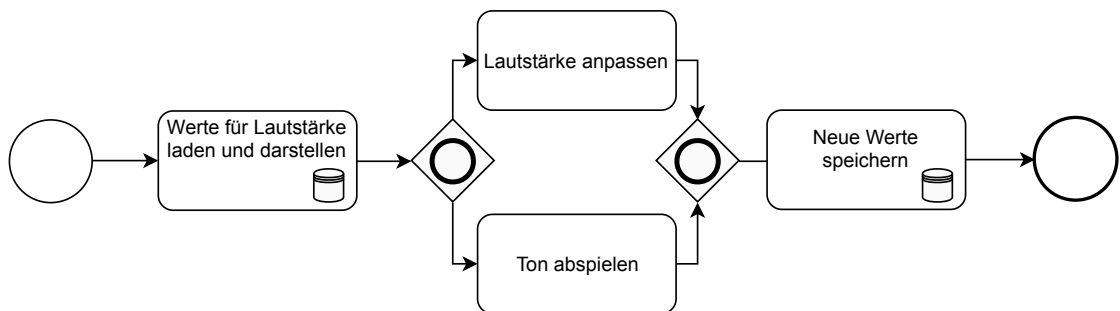 Werte für Lautstärke
laden und darstellen
Lautstärke anpassen
Ton abspielen
Neue Werte
speichern